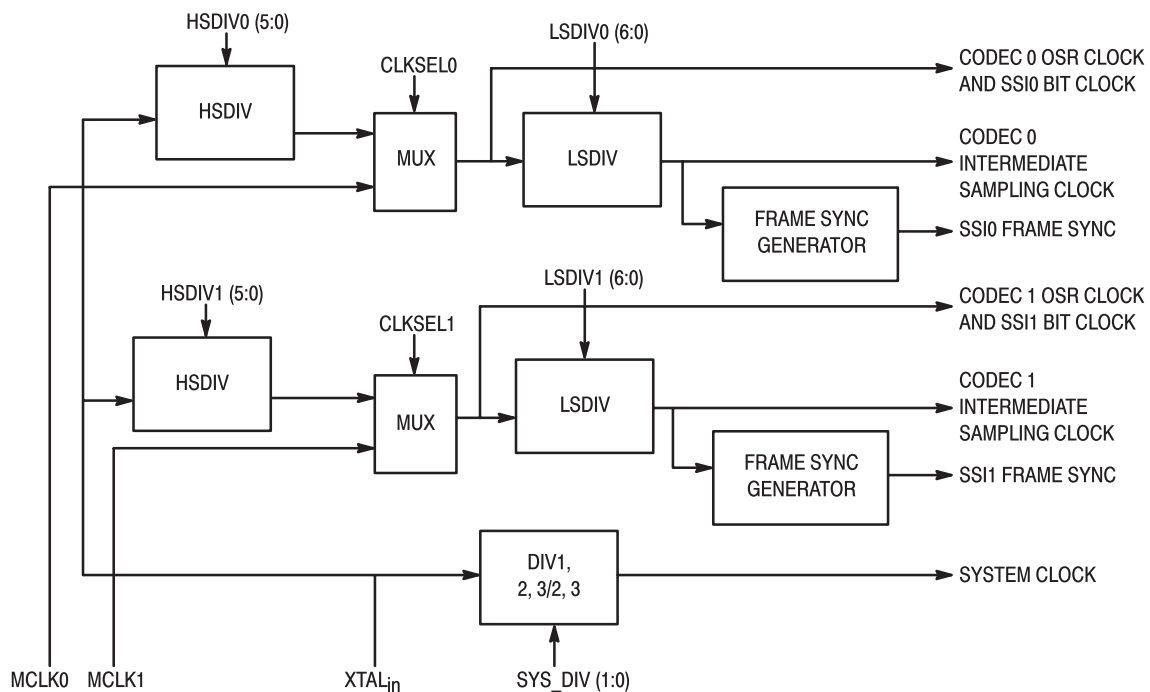 HSDIV0 (5:0)
LSDIV0 (6:0)
CLKSEL0
CODEC 0 OSR CLOCK
AND SSI0 BIT CLOCK
HSDIV
MUX
LSDIV
CODEC 0
INTERMEDIATE
SAMPLING CLOCK
FRAME SYNC
GENERATOR
SSI0 FRAME SYNC
HSDIV1 (5:0)
LSDIV1 (6:0)
CLKSEL1
CODEC 1 OSR CLOCK
AND SSI1 BIT CLOCK
HSDIV
MUX
LSDIV
CODEC 1
INTERMEDIATE
SAMPLING CLOCK
FRAME SYNC
GENERATOR
SSI1 FRAME SYNC
DIV1,
2, 3/2, 3
SYSTEM CLOCK
MCLK0
MCLK1
XTALin
SYS_DIV (1:0)